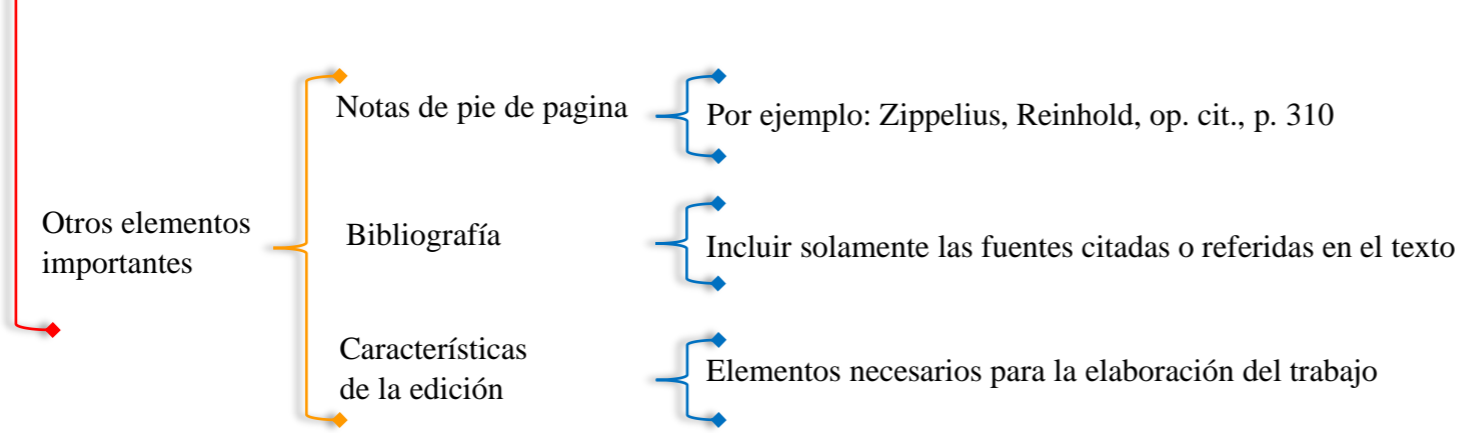 Otros elementos
importantes
Notas de pie de pagina
Por ejemplo: Zippelius, Reinhold, op. cit., p. 310
Bibliografía
Incluir solamente las fuentes citadas o referidas en el texto
Características
de la edición
Elementos necesarios para la elaboración del trabajo